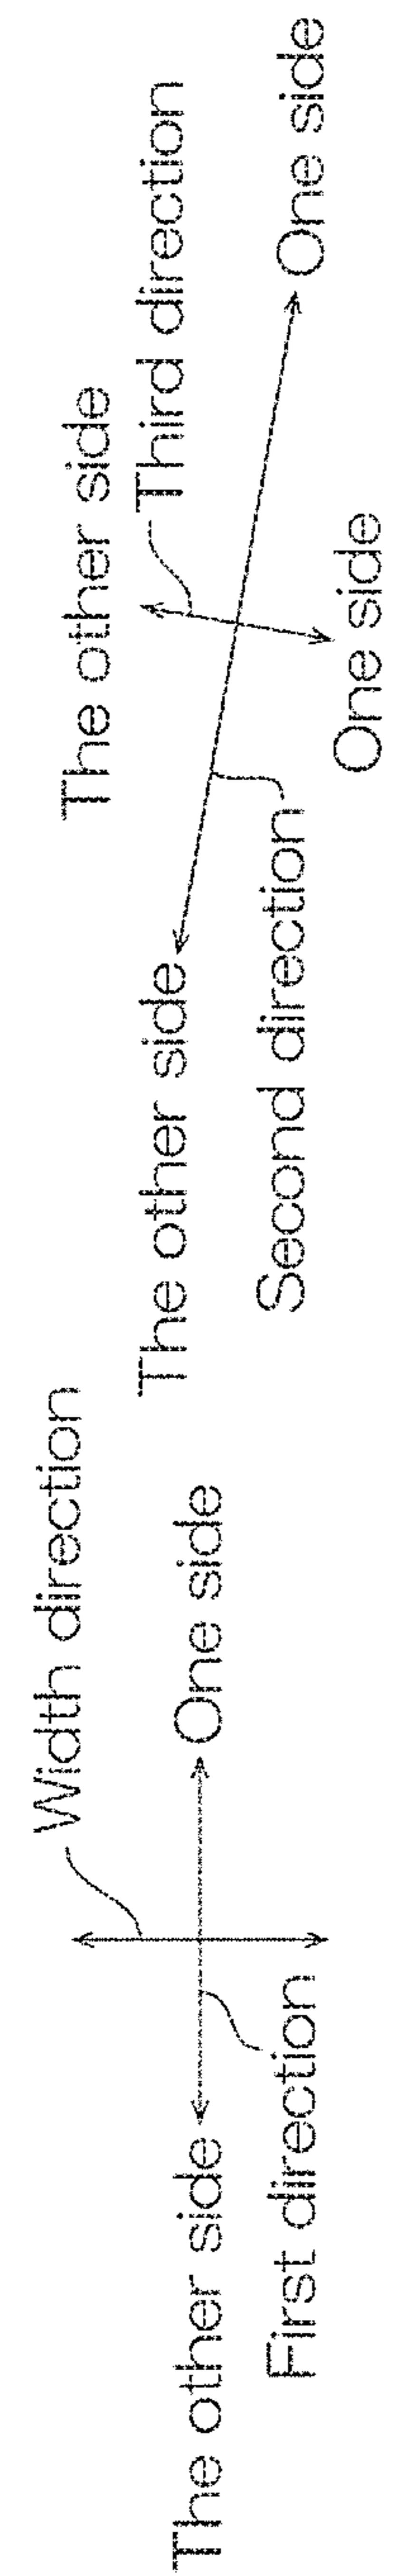 Width direction
The other side
One side
First direction
The other side
Third direction
The other side
One side
Second direction
One side